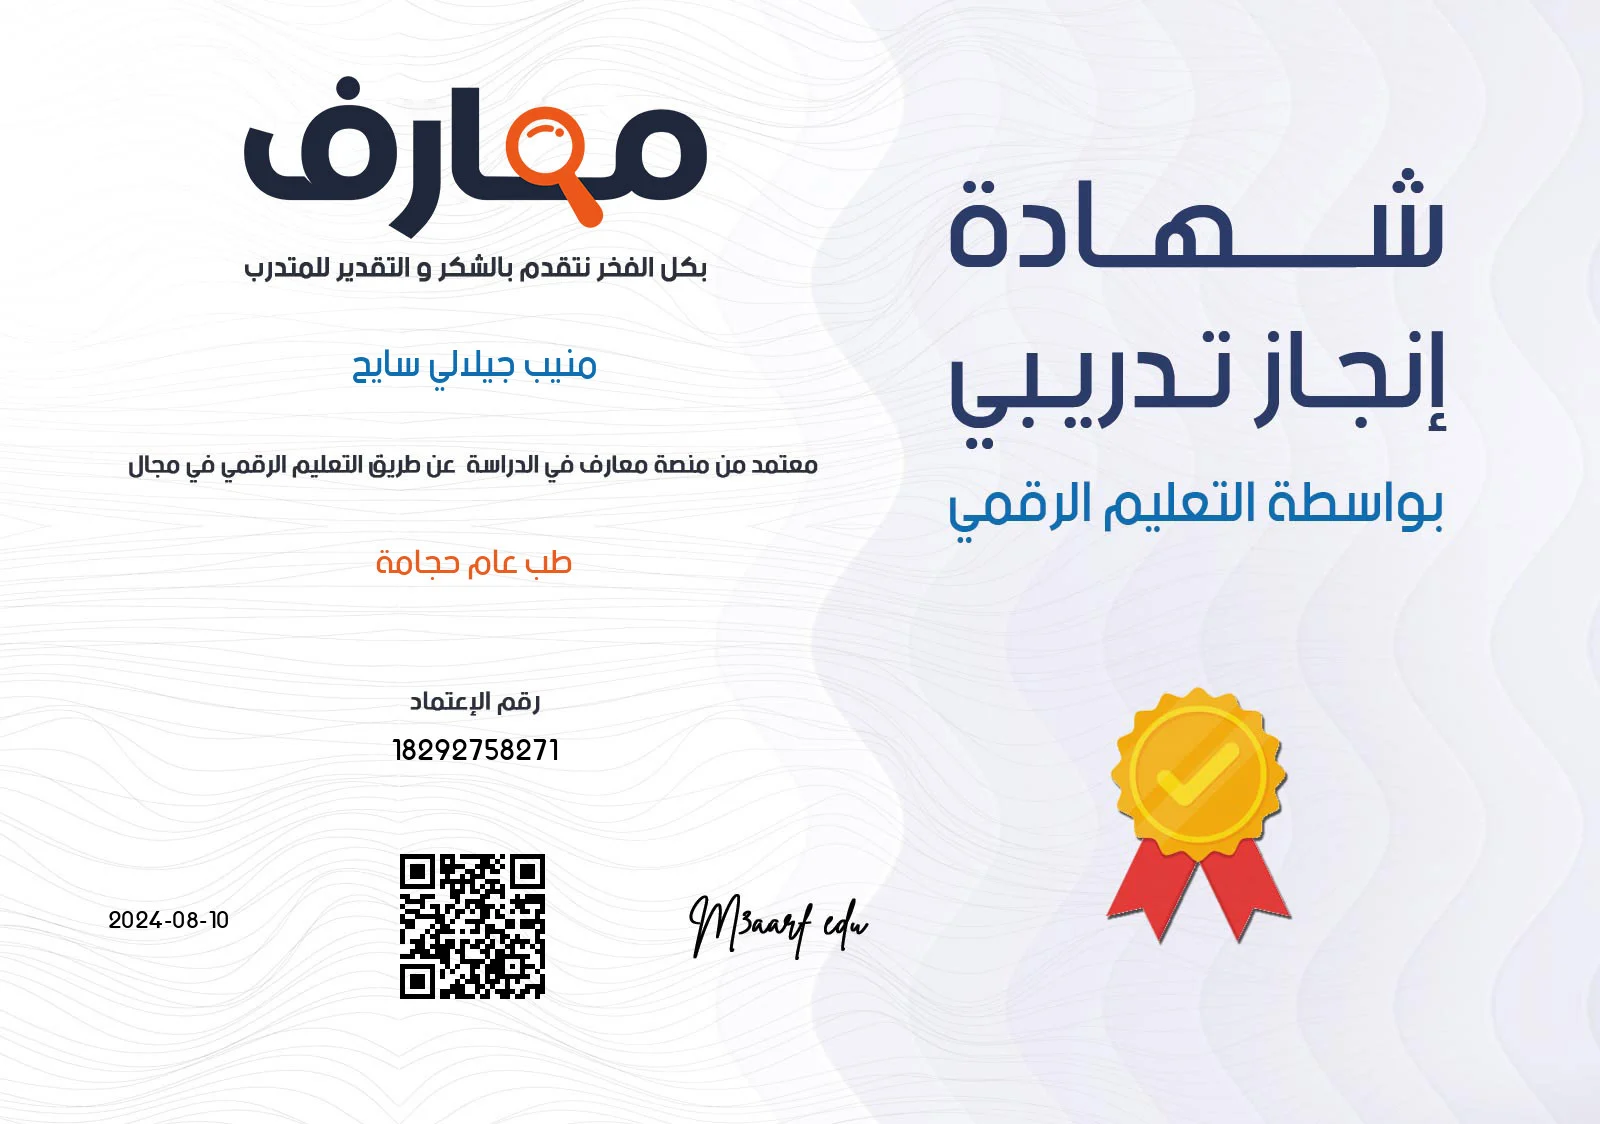 شهادة
إنجاز تدريبي
بواسطة التعليم الرقمي
معارف
بكل الفخر نتقدم بالشكر و التقدير للمتدرب
منيب جيلالي سايح
معتمد من منصة معارف في الدراسة عن طريق التعليم الرقمي في مجال
طب عام حجامة
رقم الإعتماد
18292758271
2024-08-10
M3aarf edu